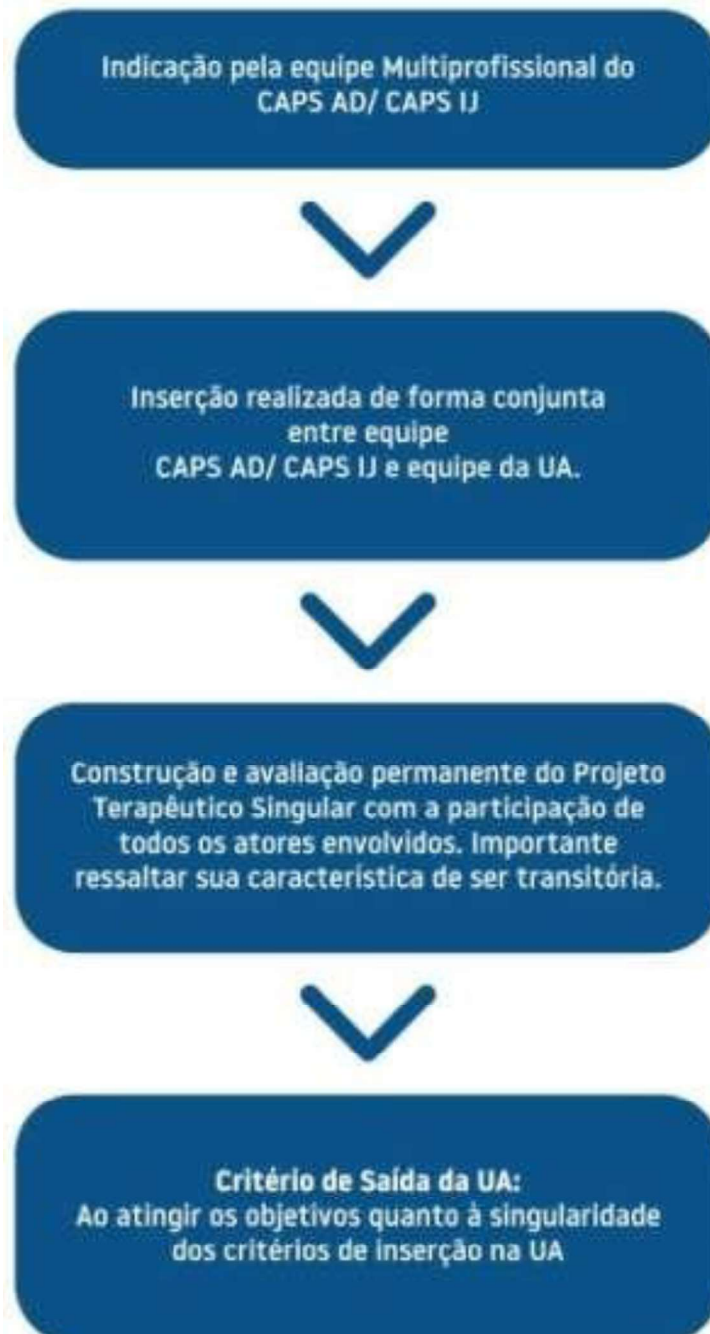 Indicação pela equipe Multiprofissional do
CAPS AD/ CAPS IJ
Inserção realizada de forma conjunta
entre equipe
CAPS AD/ CAPS IJ e equipe da UA.
Construção e avaliação permanente do Projeto
Terapêutico Singular com a participação de
todos os atores envolvidos. Importante
ressaltar sua característica de ser transitória.
Critério de Saída da UA:
Ao atingir os objetivos quanto à singularidade
dos critérios de inserção na UA